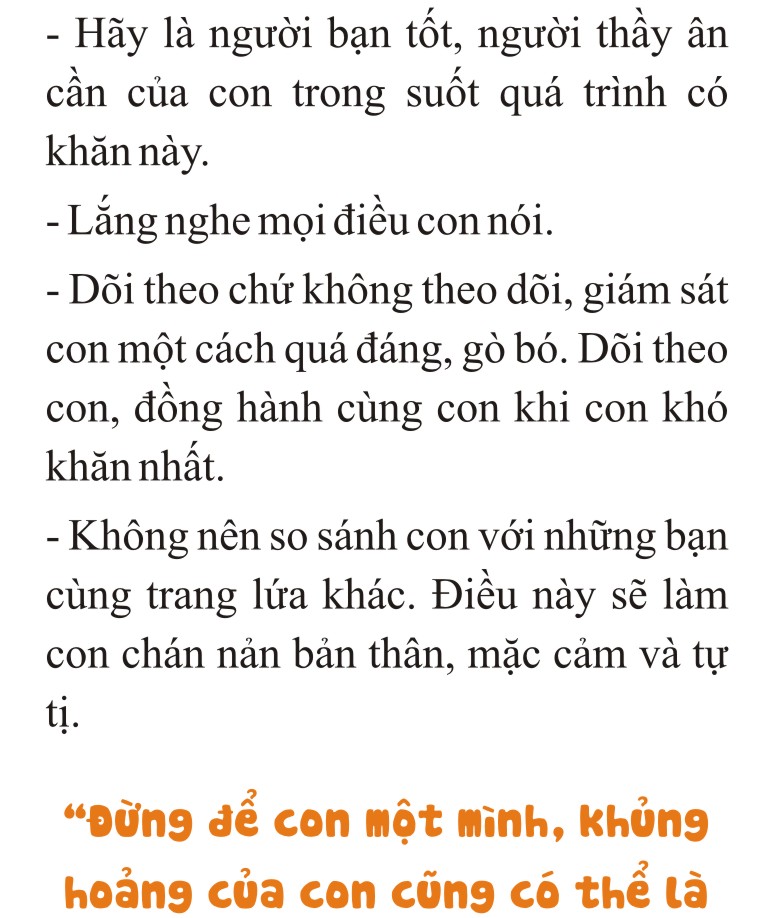 - Hãy là người bạn tốt, người thầy ân
cần của con trong suốt quá trình có
khăn này.
- Lắng nghe mọi điều con nói.
- Dõi theo chứ không theo dõi, giám sát
con một cách quá đáng, gò bó. Dõi theo
con, đồng hành cùng con khi con khó
khăn nhất.
- Không nên so sánh con với những bạn
cùng trang lứa khác. Điều này sẽ làm
con chán nản bản thân, mặc cảm và tự
tị.
“Đừng để con một mình, khủng
hoảng của con cũng có thể là